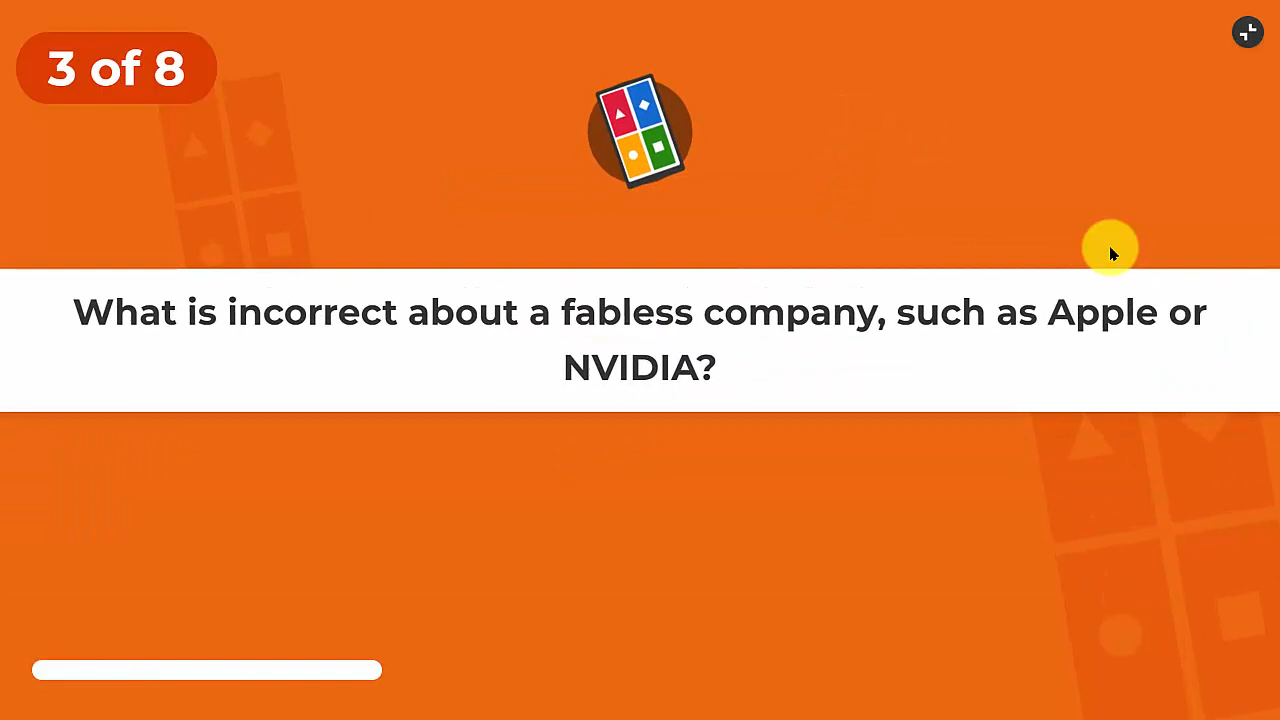 3 of 8
What is incorrect about a fabless company, such as Apple or
NVIDIA?